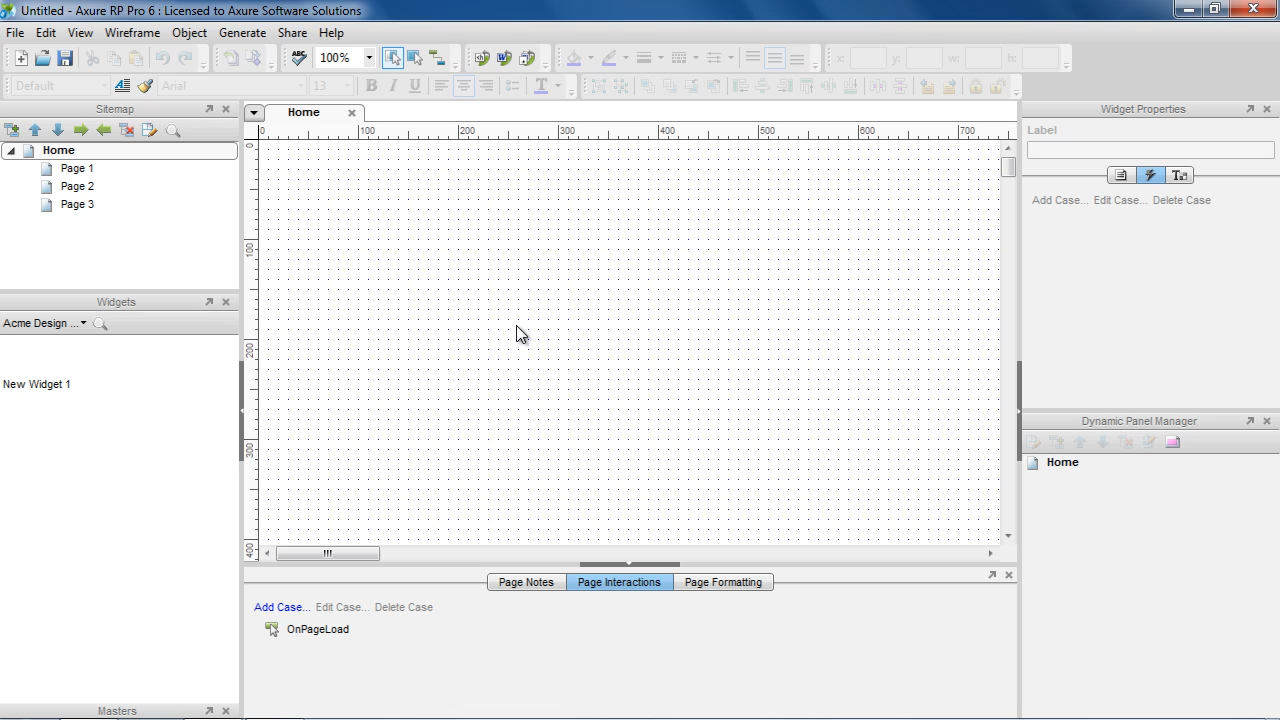 Untitled - Axure RP Pro 6 : Licensed to Axure Software Solutions
File Edit View Wireframe Object Generate Share Help
100% x: y: w: h:
Default Arial 13 B I U
Sitemap
Home
Page 1
Page 2
Page 3
Widgets
Acme Design ...
New Widget 1
Masters
Home
0 100 200 300 400 500 600 700
0
100
200
300
400
Page Notes Page Interactions Page Formatting
Add Case... Edit Case... Delete Case
OnPageLoad
Widget Properties
Label
Add Case... Edit Case... Delete Case
Dynamic Panel Manager
Home